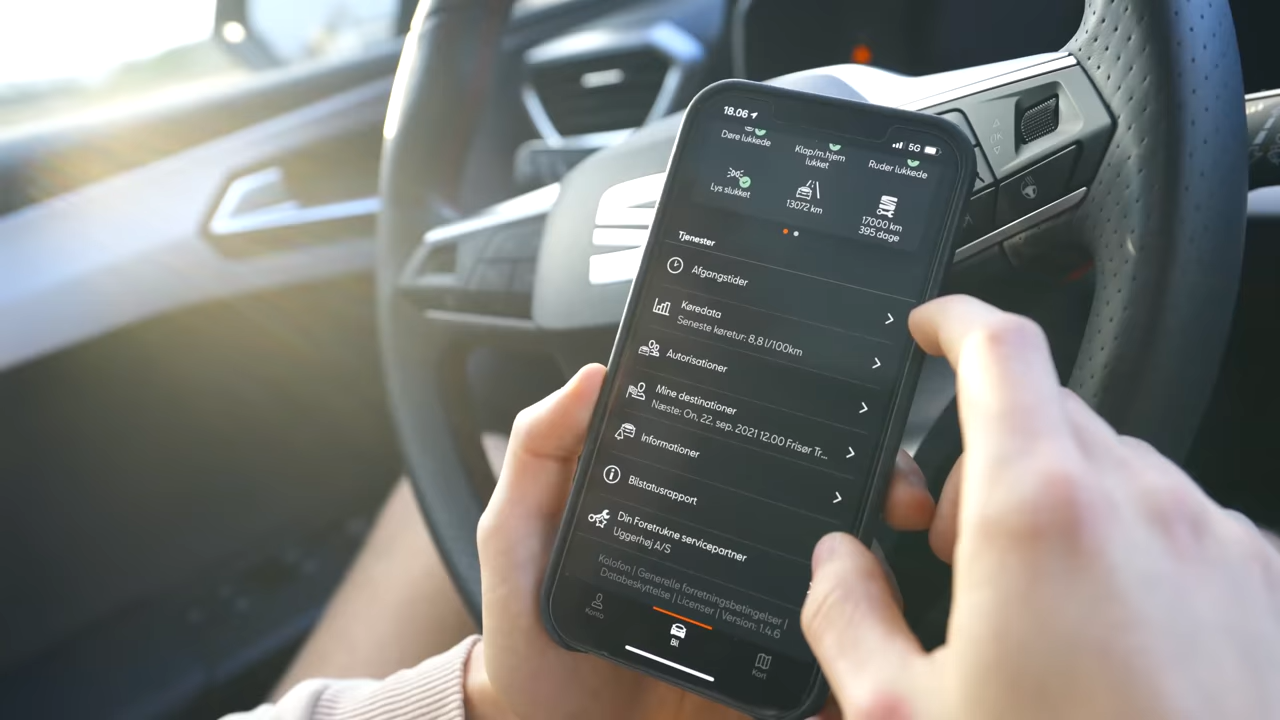 18.06
5G
Døre lukkede
Klap/m.hjem
lukket
Ruder lukkede
Lys slukket
13072 km
17000 km
395 dage
Tjenester
Afgangstider
Køredata
Seneste køretur: 8,8 l/100km
Autorisationer
Mine destinationer
Næste: On, 22. sep. 2021 12.00 Frisør Tr...
Informationer
Bilstatusrapport
Din Foretrukne servicepartner
Uggerhøj A/S
Kolofon | Generelle forretningsbetingelser |
Databeskyttelse | Licenser | Version: 1.4.6
Konto
Bil
Kort
OK